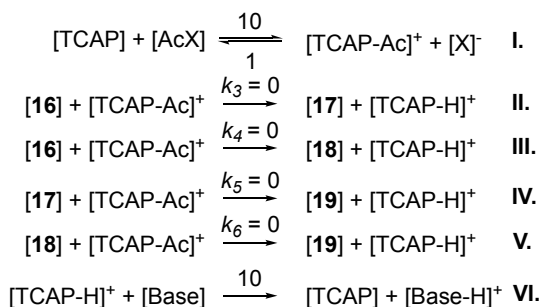 10
[TCAP] + [AcX] ⇌ [TCAP-Ac]⁺ + [X]⁻ I.
1
k₃ = 0
[16] + [TCAP-Ac]⁺ → [17] + [TCAP-H]⁺ II.
k₄ = 0
[16] + [TCAP-Ac]⁺ → [18] + [TCAP-H]⁺ III.
k₅ = 0
[17] + [TCAP-Ac]⁺ → [19] + [TCAP-H]⁺ IV.
k₆ = 0
[18] + [TCAP-Ac]⁺ → [19] + [TCAP-H]⁺ V.
10
[TCAP-H]⁺ + [Base] → [TCAP] + [Base-H]⁺ VI.